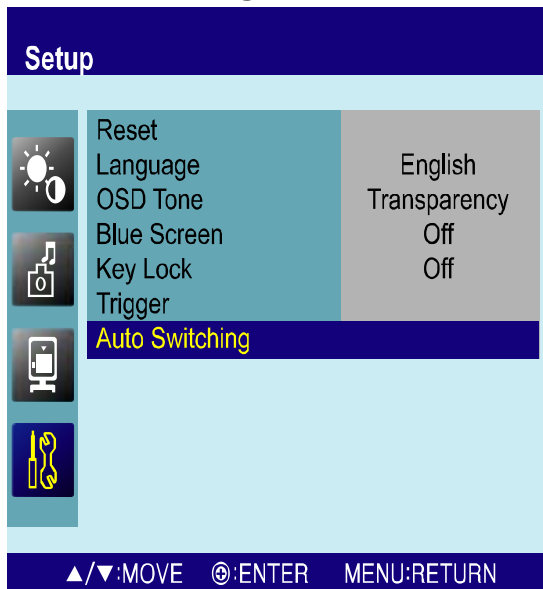 Setup
Reset
Language English
OSD Tone Transparency
Blue Screen Off
Key Lock Off
Trigger
Auto Switching
▲/▼:MOVE ⊕:ENTER MENU:RETURN